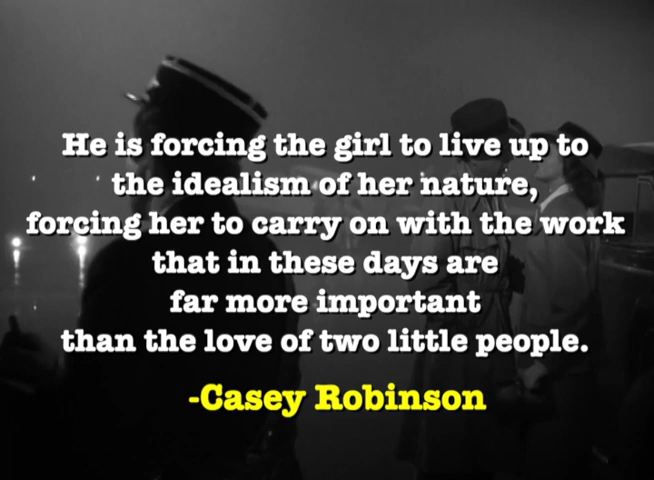 He is forcing the girl to live up to
the idealism of her nature,
forcing her to carry on with the work
that in these days are
far more important
than the love of two little people.
-Casey Robinson